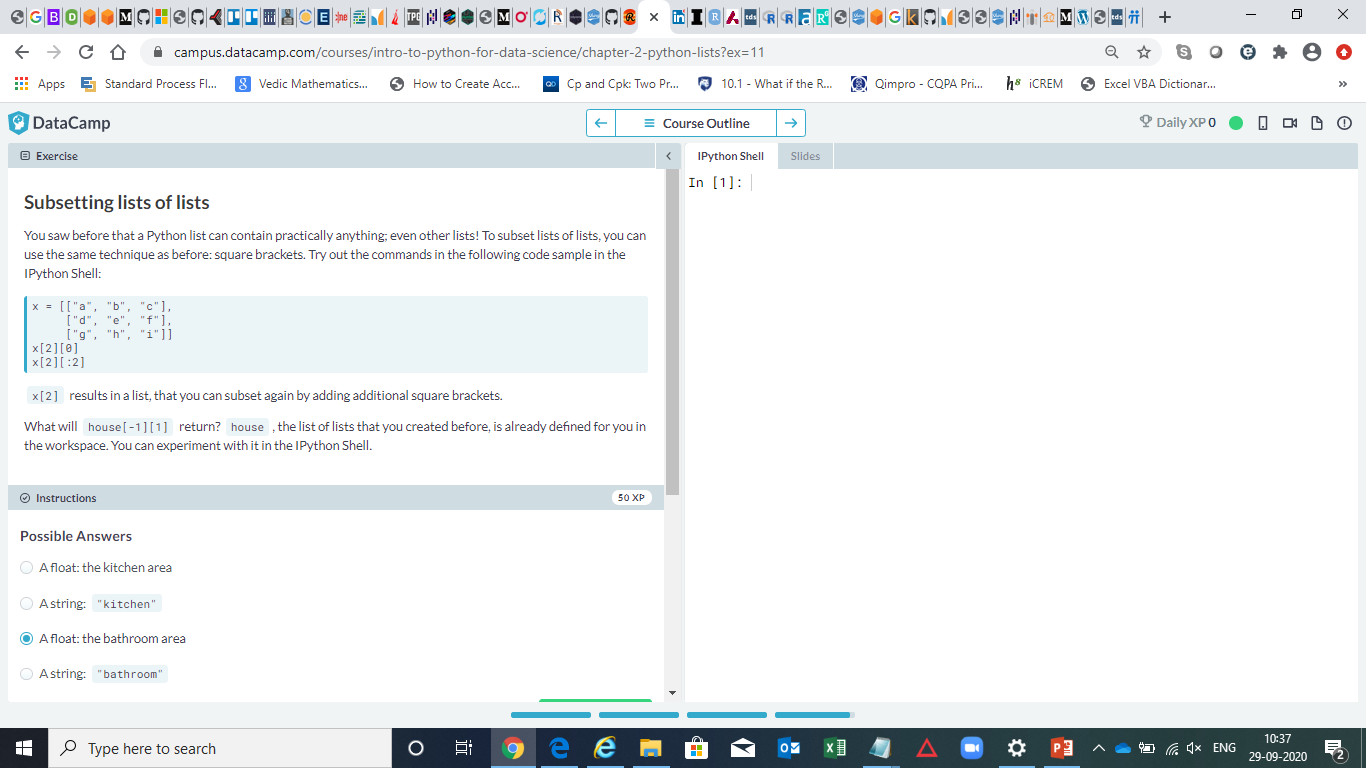 campus.datacamp.com/courses/intro-to-python-for-data-science/chapter-2-python-lists?ex=11
Apps Standard Process Fl... Vedic Mathematics... How to Create Acc... Cp and Cpk: Two Pr... 10.1 - What if the R... Qimpro - CQPA Pri... iCREM Excel VBA Dictionar... »
DataCamp
Course Outline
Daily XP 0
Exercise
IPython Shell Slides
In [1]:
Subsetting lists of lists
You saw before that a Python list can contain practically anything; even other lists! To subset lists of lists, you can
use the same technique as before: square brackets. Try out the commands in the following code sample in the
IPython Shell:
x = [["a", "b", "c"],
["d", "e", "f"],
["g", "h", "i"]]
x[2][0]
x[2][:2]
x[2] results in a list, that you can subset again by adding additional square brackets.
What will house[-1][1] return? house , the list of lists that you created before, is already defined for you in
the workspace. You can experiment with it in the IPython Shell.
Instructions 50 XP
Possible Answers
A float: the kitchen area
A string: "kitchen"
A float: the bathroom area
A string: "bathroom"
Type here to search
ENG
10:37
29-09-2020
2